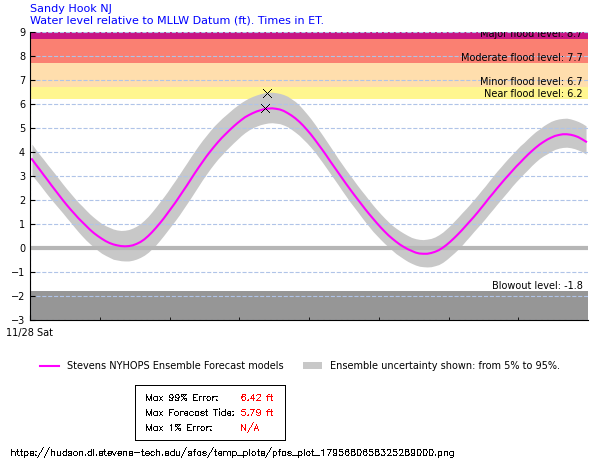 Sandy Hook NJ
Water level relative to MLLW Datum (ft). Times in ET.
9
Major flood level: 8.7
8
Moderate flood level: 7.7
7
Minor flood level: 6.7
6
Near flood level: 6.2
5
4
3
2
1
0
−1
Blowout level: -1.8
−2
−3
11/28 Sat
Stevens NYHOPS Ensemble Forecast models
Ensemble uncertainty shown: from 5% to 95%.
Max 99% Error: 6.42 ft
Max Forecast Tide: 5.79 ft
Max 1% Error: N/A